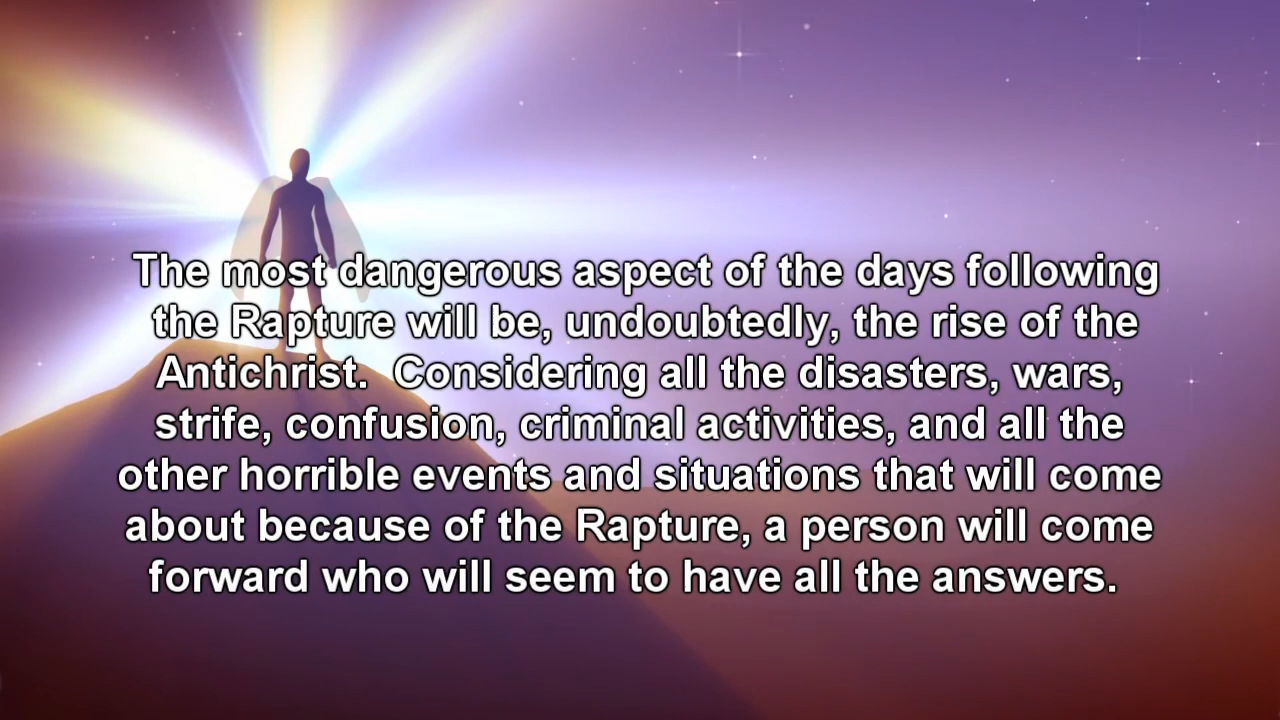 The most dangerous aspect of the days following
the Rapture will be, undoubtedly, the rise of the
Antichrist.  Considering all the disasters, wars,
strife, confusion, criminal activities, and all the
other horrible events and situations that will come
about because of the Rapture, a person will come
forward who will seem to have all the answers.